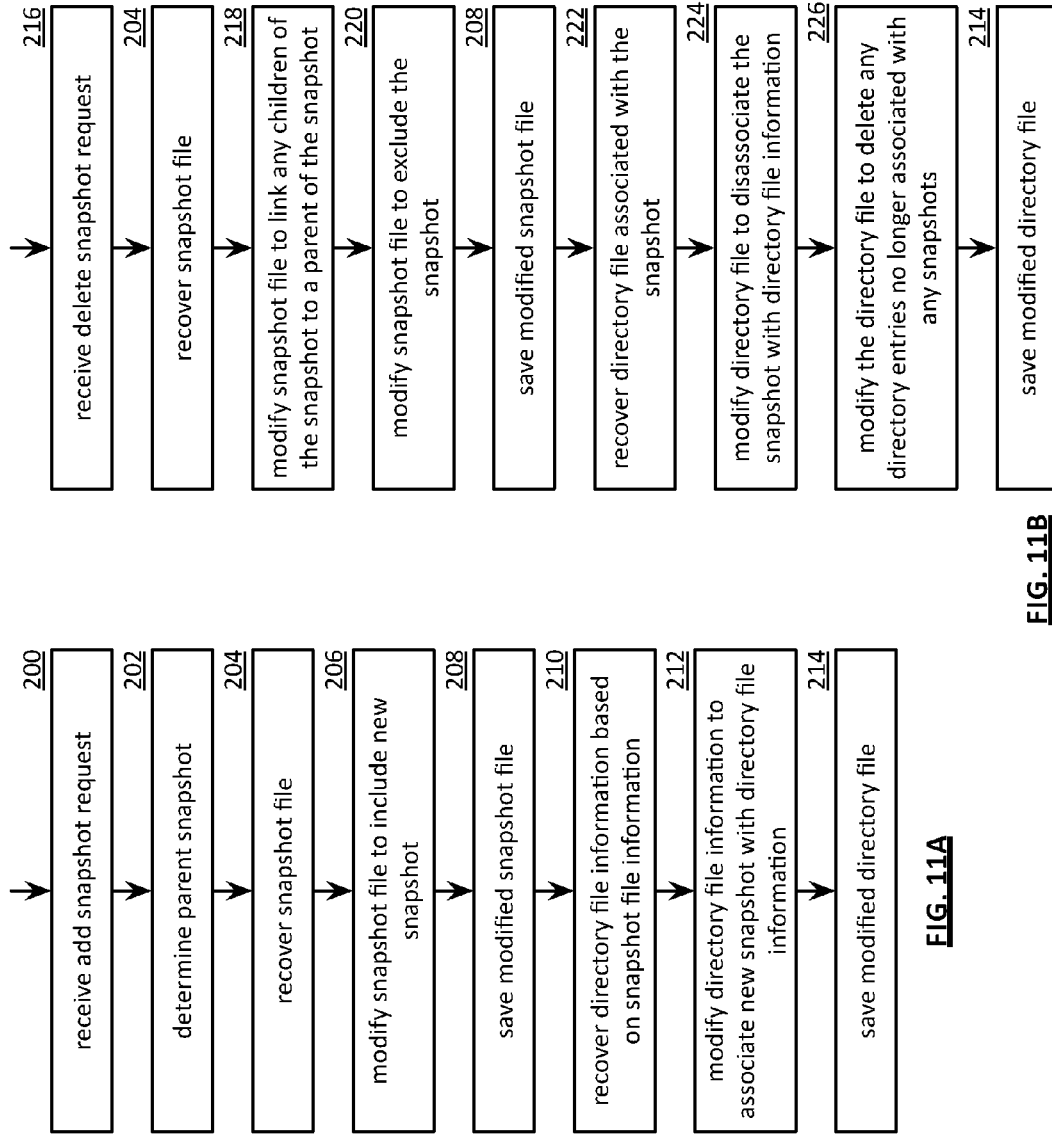 200
receive add snapshot request
202
determine parent snapshot
204
recover snapshot file
206
modify snapshot file to include new
snapshot
208
save modified snapshot file
210
recover directory file information based
on snapshot file information
212
modify directory file information to
associate new snapshot with directory file
information
214
save modified directory file
FIG. 11A
216
receive delete snapshot request
204
recover snapshot file
218
modify snapshot file to link any children of
the snapshot to a parent of the snapshot
220
modify snapshot file to exclude the
snapshot
208
save modified snapshot file
222
recover directory file associated with the
snapshot
224
modify directory file to disassociate the
snapshot with directory file information
226
modify the directory file to delete any
directory entries no longer associated with
any snapshots
214
save modified directory file
FIG. 11B